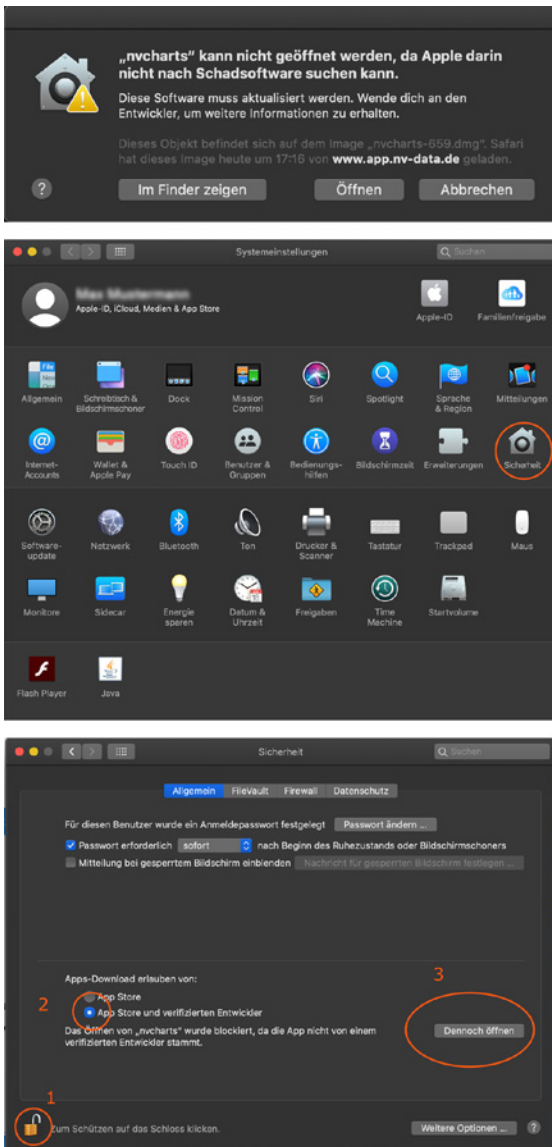 „nvcharts" kann nicht geöffnet werden, da Apple darin
nicht nach Schadsoftware suchen kann.
Diese Software muss aktualisiert werden. Wende dich an den
Entwickler, um weitere Informationen zu erhalten.
Dieses Objekt befindet sich auf dem Image „nvcharts-659.dmg". Safari
hat dieses Image heute um 17:16 von www.app.nv-data.de geladen.
? Im Finder zeigen Öffnen Abbrechen
Systemeinstellungen Suchen
Apple-ID, iCloud, Medien & App Store
Apple-ID Familienfreigabe
Allgemein Schreibtisch & Bildschirmschoner Dock Mission Control Siri Spotlight Sprache & Region Mitteilungen
Internet-Accounts Wallet & Apple Pay Touch ID Benutzer & Gruppen Bedienungs-hilfen Bildschirmzeit Erweiterungen Sicherheit
Software-update Netzwerk Bluetooth Ton Drucker & Scanner Tastatur Trackpad Maus
Monitore Sidecar Energie sparen Datum & Uhrzeit Freigaben Time Machine Startvolume
Flash Player Java
Sicherheit Suchen
Allgemein FileVault Firewall Datenschutz
Für diesen Benutzer wurde ein Anmeldepasswort festgelegt Passwort ändern ...
Passwort erforderlich sofort nach Beginn des Ruhezustands oder Bildschirmschoners
Mitteilung bei gesperrtem Bildschirm einblenden Nachricht für gesperrten Bildschirm festlegen ...
Apps-Download erlauben von:
3
App Store
2
App Store und verifizierten Entwickler
Das Öffnen von „nvcharts" wurde blockiert, da die App nicht von einem
verifizierten Entwickler stammt.
Dennoch öffnen
1
Zum Schützen auf das Schloss klicken.
Weitere Optionen ... ?